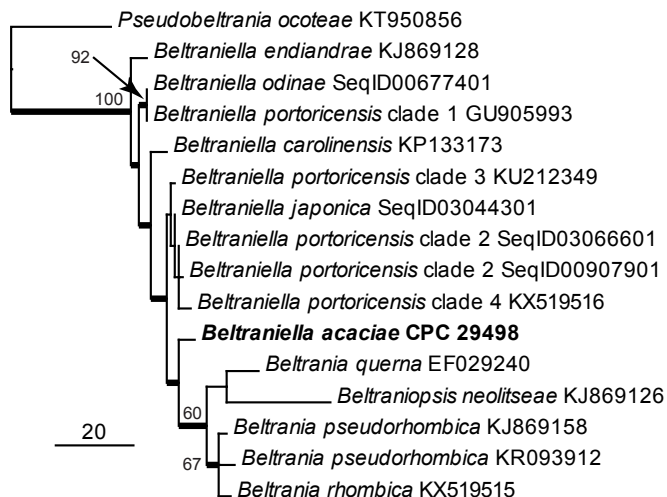 Pseudobeltrania ocoteae KT950856
Beltraniella endiandrae KJ869128
92
Beltraniella odinae SeqID00677401
100
Beltraniella portoricensis clade 1 GU905993
Beltraniella carolinensis KP133173
Beltraniella portoricensis clade 3 KU212349
Beltraniella japonica SeqID03044301
Beltraniella portoricensis clade 2 SeqID03066601
Beltraniella portoricensis clade 2 SeqID00907901
Beltraniella portoricensis clade 4 KX519516
Beltraniella acaciae CPC 29498
Beltrania querna EF029240
Beltraniopsis neolitseae KJ869126
60
Beltrania pseudorhombica KJ869158
20
67
Beltrania pseudorhombica KR093912
Beltrania rhombica KX519515